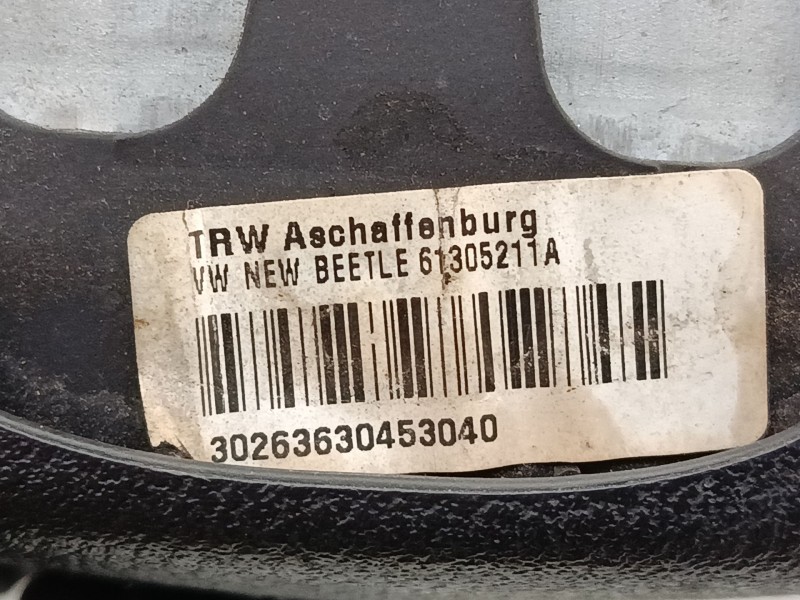 TRW Aschaffenburg
VW NEW BEETLE 61305211A
30263630453040